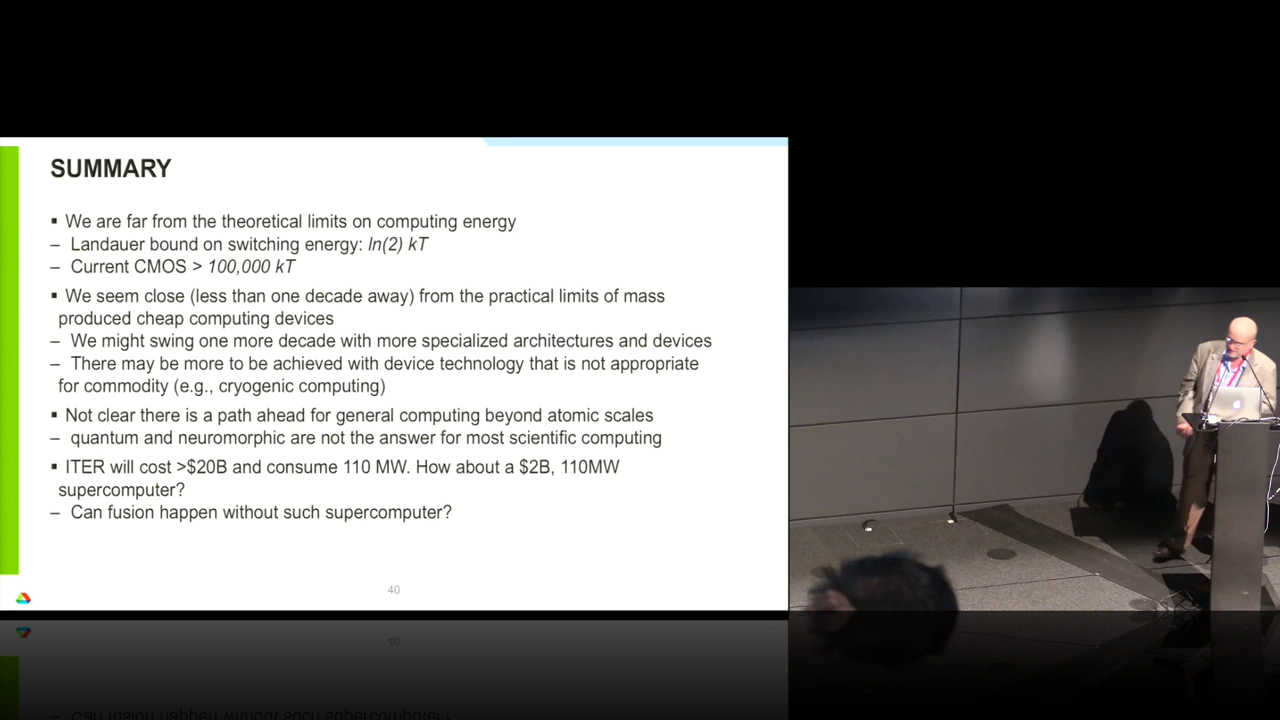 SUMMARY
▪ We are far from the theoretical limits on computing energy
– Landauer bound on switching energy: ln(2) kT
– Current CMOS > 100,000 kT
▪ We seem close (less than one decade away) from the practical limits of mass
produced cheap computing devices
– We might swing one more decade with more specialized architectures and devices
– There may be more to be achieved with device technology that is not appropriate
for commodity (e.g., cryogenic computing)
▪ Not clear there is a path ahead for general computing beyond atomic scales
– quantum and neuromorphic are not the answer for most scientific computing
▪ ITER will cost >$20B and consume 110 MW. How about a $2B, 110MW
supercomputer?
– Can fusion happen without such supercomputer?
40